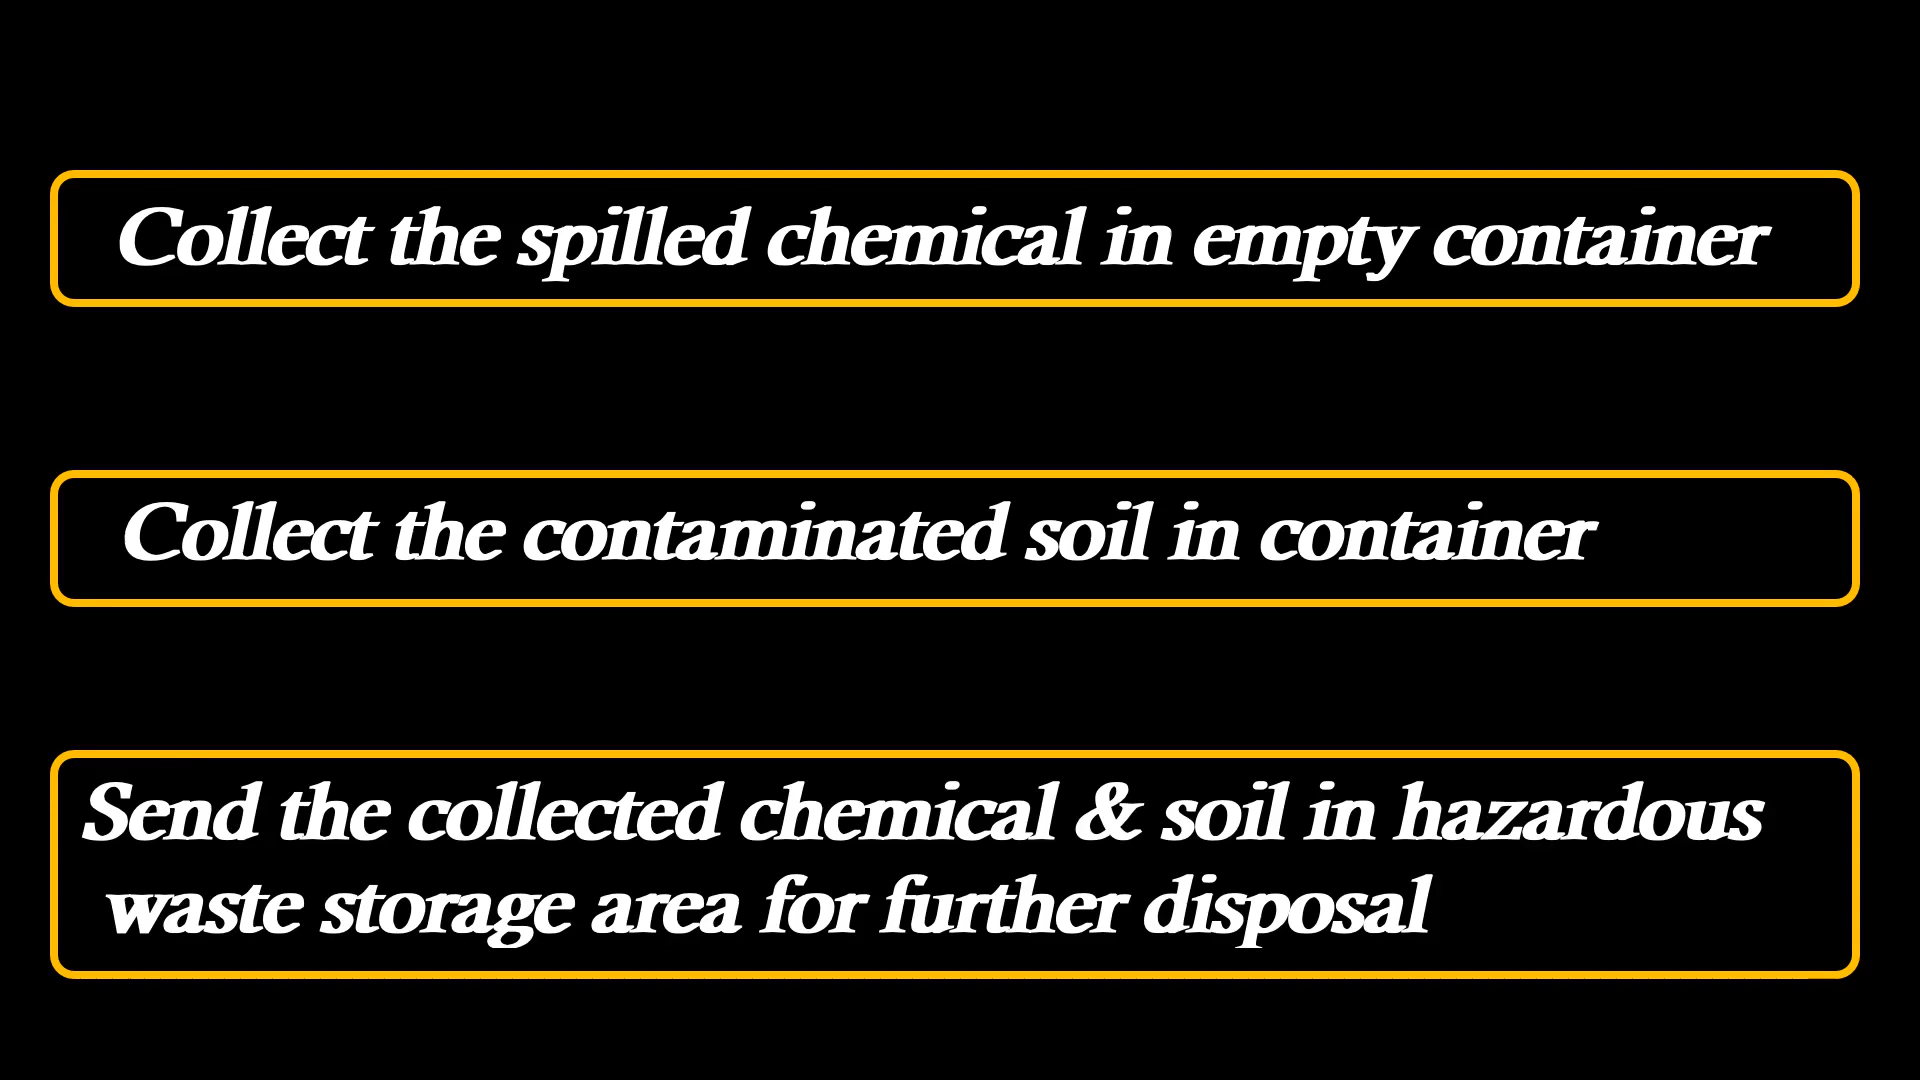 Collect the spilled chemical in empty container
Collect the contaminated soil in container
Send the collected chemical & soil in hazardous
waste storage area for further disposal